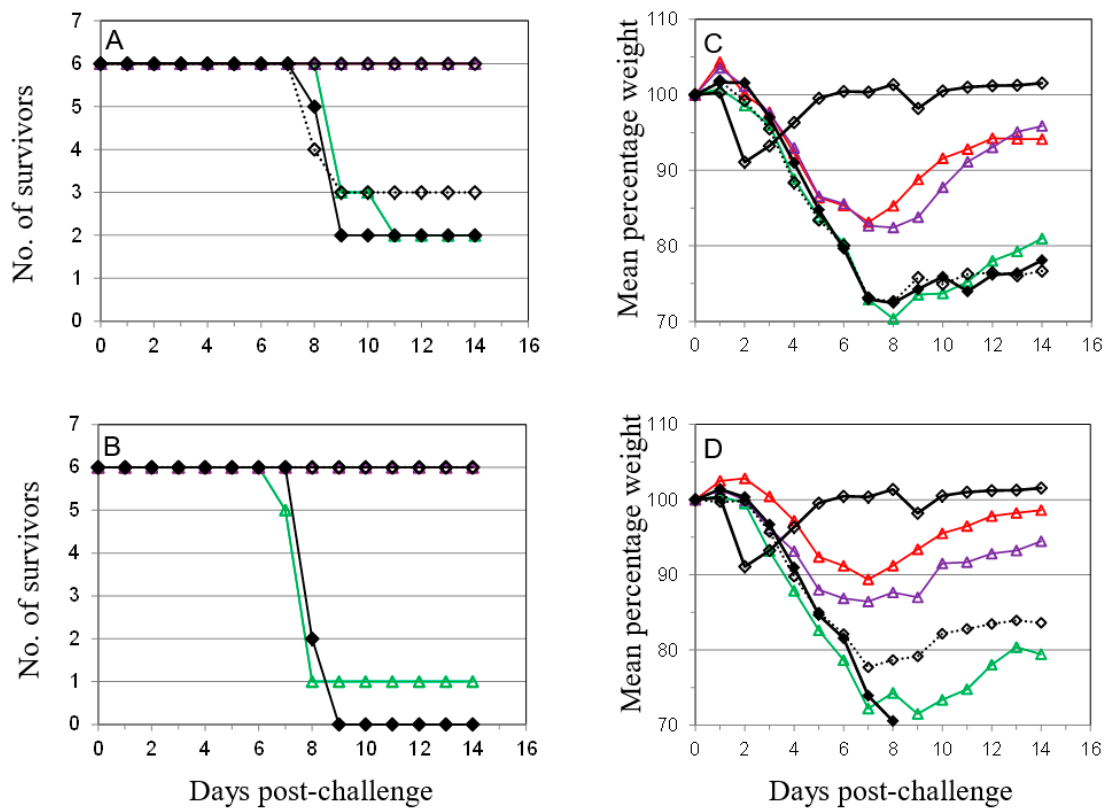 A
No. of survivors
7
6
5
4
3
2
1
0
0 2 4 6 8 10 12 14 16
C
Mean percentage weight
110
100
90
80
70
0 2 4 6 8 10 12 14 16
B
No. of survivors
7
6
5
4
3
2
1
0
0 2 4 6 8 10 12 14 16
Days post-challenge
D
Mean percentage weight
110
100
90
80
70
0 2 4 6 8 10 12 14 16
Days post-challenge